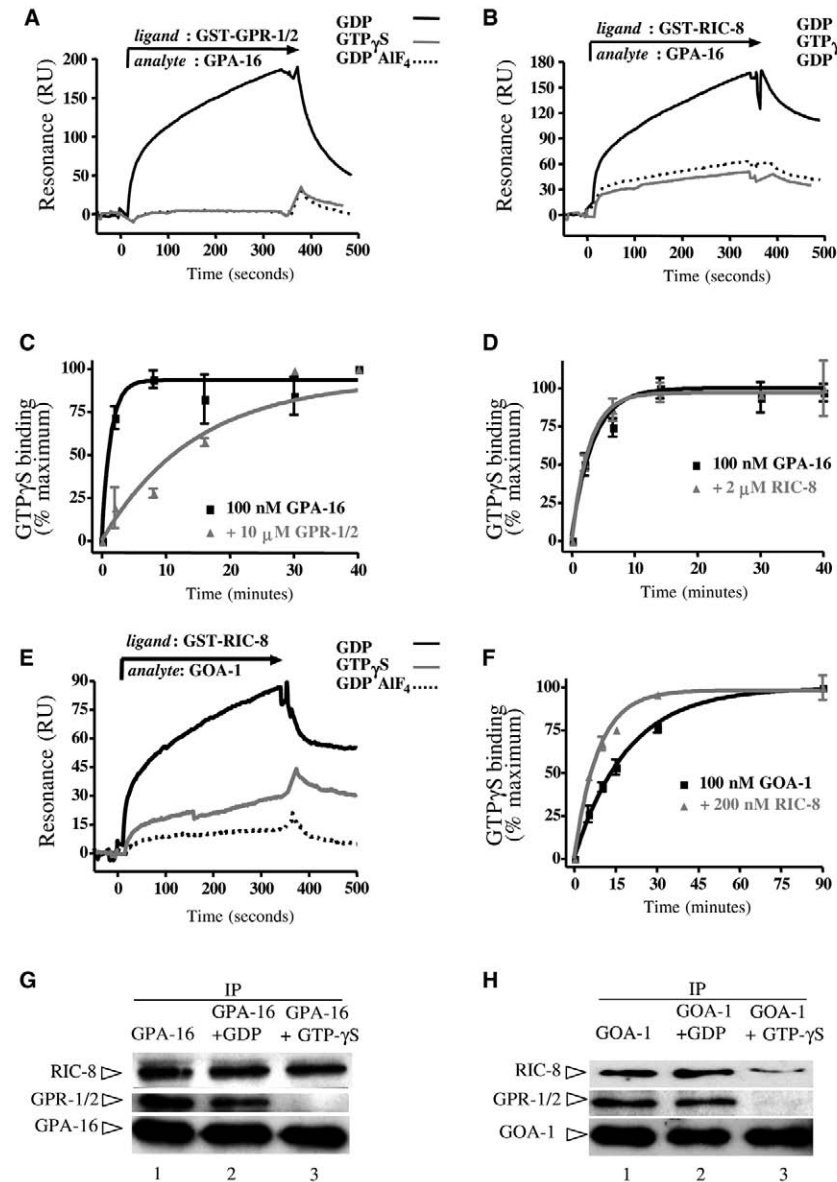 A
ligand : GST-GPR-1/2
analyte : GPA-16
GDP
GTPγS
GDP AlF4
Resonance (RU)
200
150
100
50
0
0 100 200 300 400 500
Time (seconds)
B
ligand : GST-RIC-8
analyte : GPA-16
GDP
GTPγ
GDP
Resonance (RU)
180
150
120
90
60
30
0
0 100 200 300 400 500
Time (seconds)
C
GTPγS binding
(% maximum)
100
75
50
25
0
100 nM GPA-16
+ 10 μM GPR-1/2
0 10 20 30 40
Time (minutes)
D
GTPγS binding
(% maximum)
100
75
50
25
0
100 nM GPA-16
+ 2 μM RIC-8
0 10 20 30 40
Time (minutes)
E
ligand : GST-RIC-8
analyte: GOA-1
GDP
GTPγS
GDP AlF4
Resonance (RU)
90
75
60
45
30
15
0
0 100 200 300 400 500
Time (seconds)
F
GTPγS binding
(% maximum)
100
75
50
25
0
100 nM GOA-1
+ 200 nM RIC-8
0 15 30 45 60 75 90
Time (minutes)
G
IP
GPA-16
GPA-16 +GDP
GPA-16 + GTP-γS
RIC-8
GPR-1/2
GPA-16
1 2 3
H
IP
GOA-1
GOA-1 +GDP
GOA-1 + GTP-γS
RIC-8
GPR-1/2
GOA-1
1 2 3